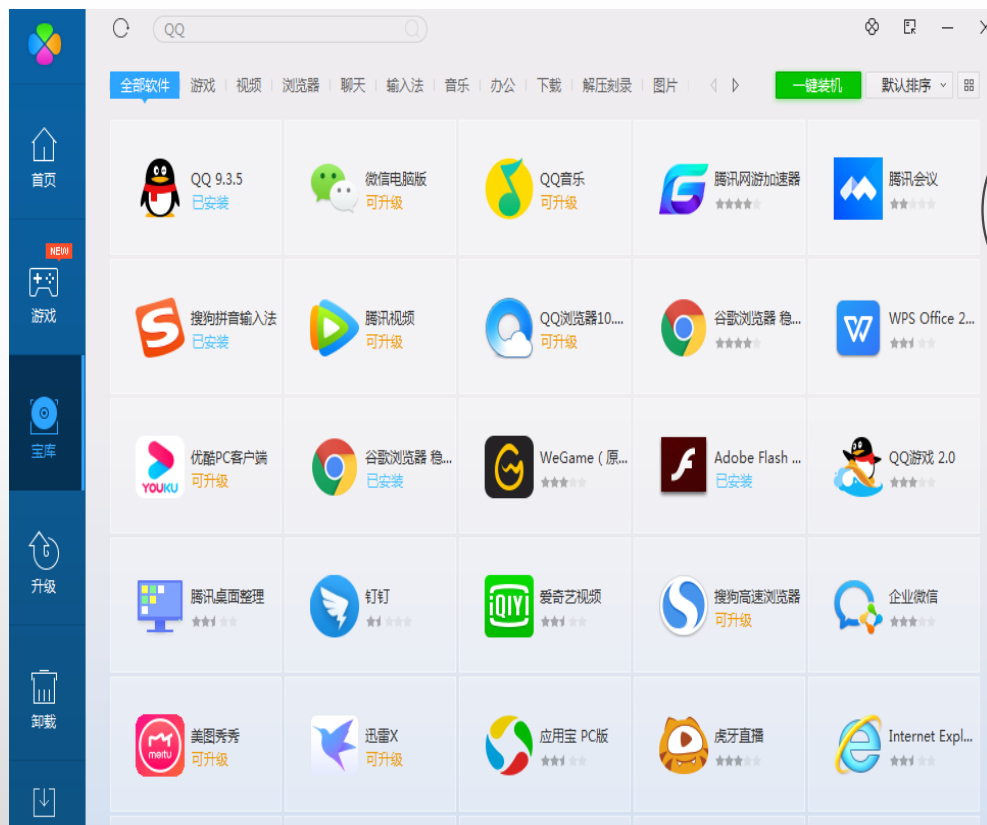 QQ
全部软件 游戏 视频 浏览器 聊天 输入法 音乐 办公 下载 解压刻录 图片 一键装机 默认排序
首页
NEW
游戏
宝库
升级
卸载
QQ 9.3.5
已安装
微信电脑版
可升级
QQ音乐
可升级
腾讯网游加速器
腾讯会议
搜狗拼音输入法
已安装
腾讯视频
可升级
QQ浏览器10....
可升级
谷歌浏览器 稳...
WPS Office 2...
YOUKU
优酷PC客户端
可升级
谷歌浏览器 稳...
已安装
WeGame（原...
Adobe Flash ...
已安装
QQ游戏 2.0
腾讯桌面整理
钉钉
iQIYI
爱奇艺视频
搜狗高速浏览器
可升级
企业微信
meitu
美图秀秀
可升级
迅雷X
可升级
应用宝 PC版
虎牙直播
Internet Expl...